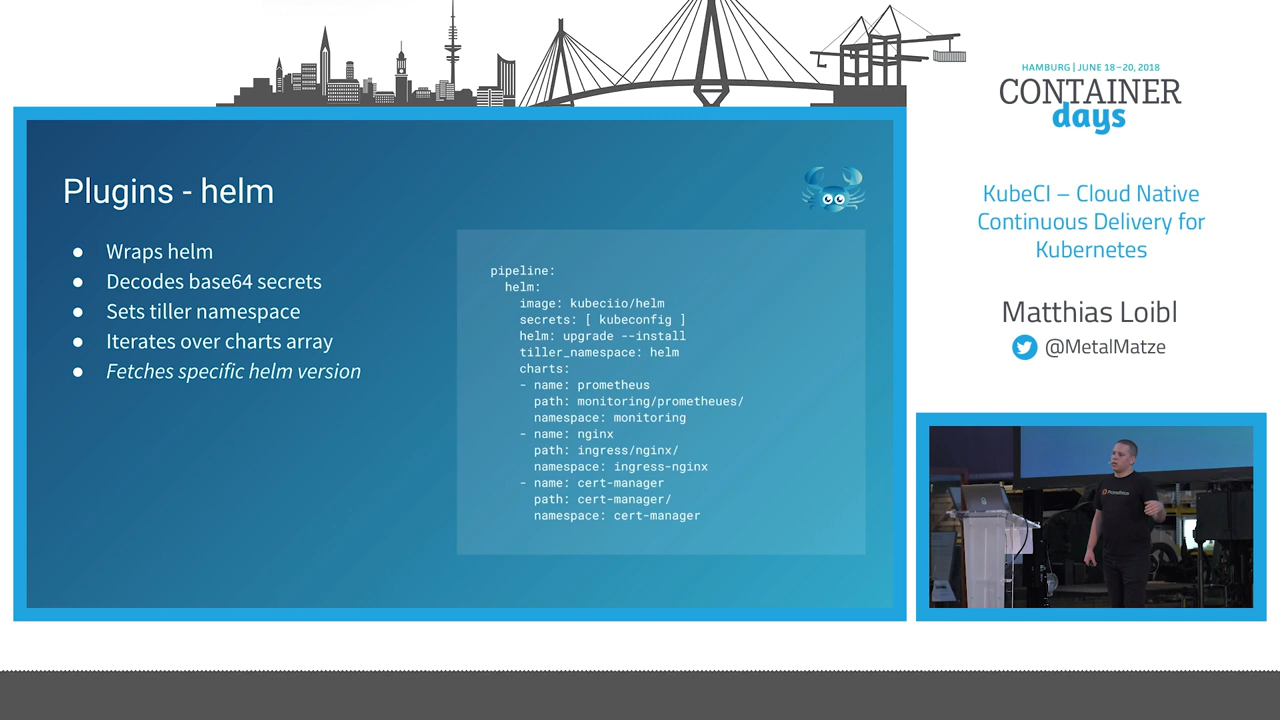 HAMBURG | JUNE 18–20, 2018
CONTAINER
days
Plugins - helm
● Wraps helm
● Decodes base64 secrets
● Sets tiller namespace
● Iterates over charts array
● Fetches specific helm version
pipeline:
helm:
image: kubeciio/helm
secrets: [ kubeconfig ]
helm: upgrade --install
tiller_namespace: helm
charts:
- name: prometheus
path: monitoring/prometheues/
namespace: monitoring
- name: nginx
path: ingress/nginx/
namespace: ingress-nginx
- name: cert-manager
path: cert-manager/
namespace: cert-manager
KubeCI – Cloud Native
Continuous Delivery for
Kubernetes
Matthias Loibl
@MetalMatze
Prometheus